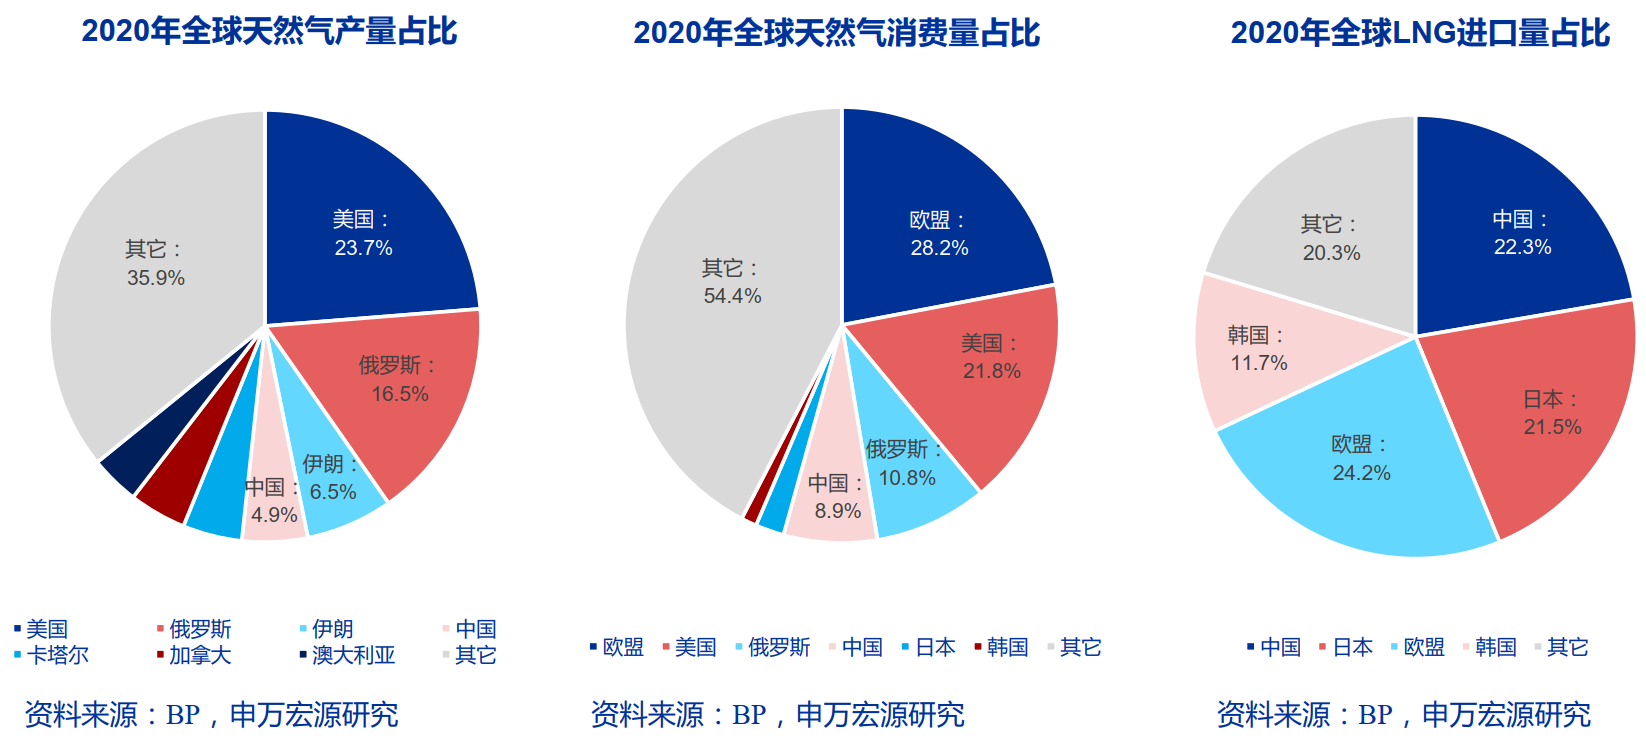 2020年全球天然气产量占比
美国：
23.7%
俄罗斯：
16.5%
伊朗：
6.5%
中国：
4.9%
其它：
35.9%
美国
俄罗斯
伊朗
中国
卡塔尔
加拿大
澳大利亚
其它
资料来源：BP，申万宏源研究
2020年全球天然气消费量占比
欧盟：
28.2%
美国：
21.8%
俄罗斯：
10.8%
中国：
8.9%
其它：
54.4%
欧盟
美国
俄罗斯
中国
日本
韩国
其它
资料来源：BP，申万宏源研究
2020年全球LNG进口量占比
中国：
22.3%
日本：
21.5%
欧盟：
24.2%
韩国：
11.7%
其它：
20.3%
中国
日本
欧盟
韩国
其它
资料来源：BP，申万宏源研究